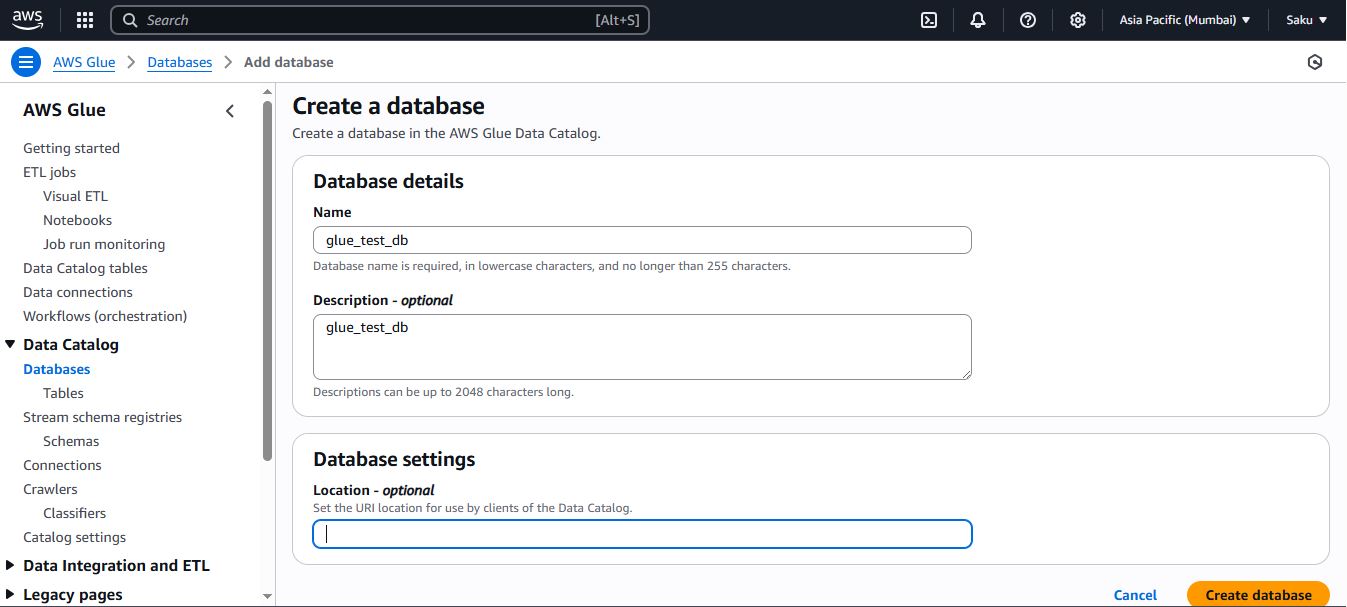 aws
Search [Alt+S]
Asia Pacific (Mumbai) Saku
AWS Glue Databases Add database
AWS Glue
Getting started
ETL jobs
Visual ETL
Notebooks
Job run monitoring
Data Catalog tables
Data connections
Workflows (orchestration)
Data Catalog
Databases
Tables
Stream schema registries
Schemas
Connections
Crawlers
Classifiers
Catalog settings
Data Integration and ETL
Legacy pages
Create a database
Create a database in the AWS Glue Data Catalog.
Database details
Name
glue_test_db
Database name is required, in lowercase characters, and no longer than 255 characters.
Description - optional
glue_test_db
Descriptions can be up to 2048 characters long.
Database settings
Location - optional
Set the URI location for use by clients of the Data Catalog.
Cancel Create database